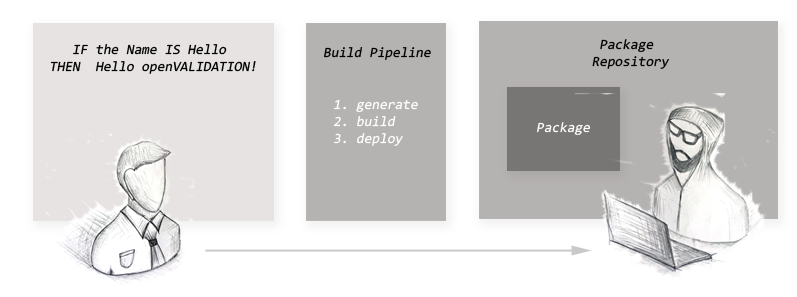 IF the Name IS Hello
THEN  Hello openVALIDATION!
Build Pipeline
1. generate
2. build
3. deploy
Package
Repository
Package